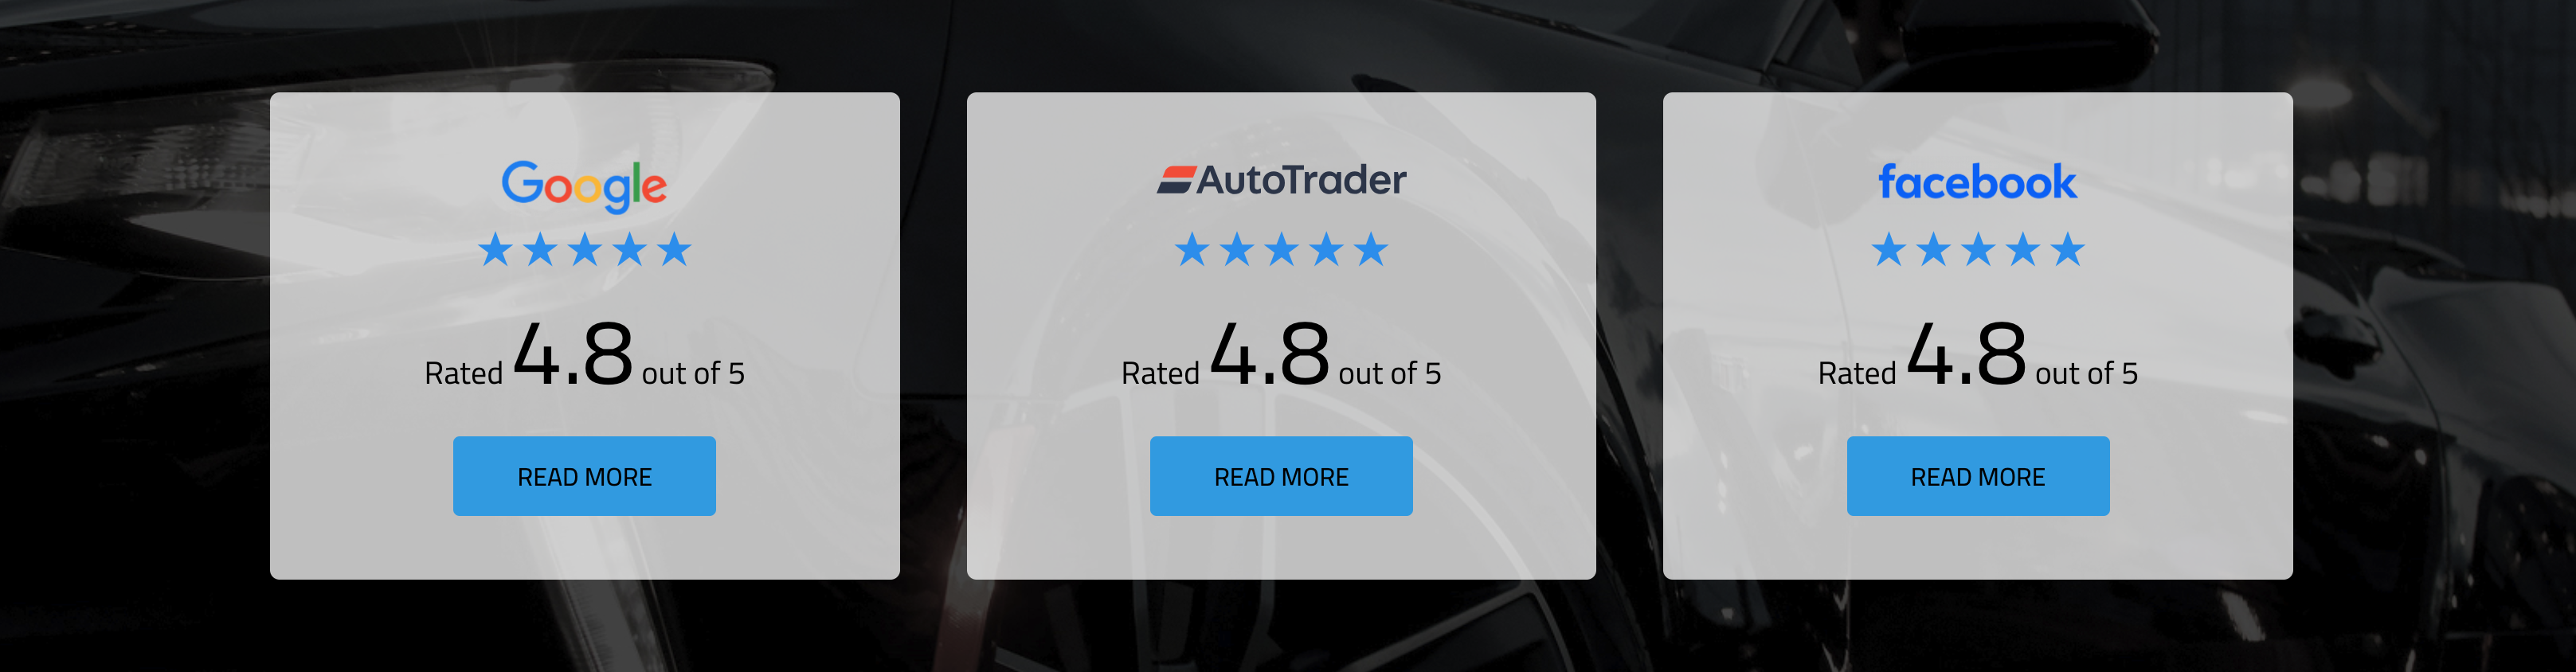 Google
Rated 4.8 out of 5
READ MORE
AutoTrader
Rated 4.8 out of 5
READ MORE
facebook
Rated 4.8 out of 5
READ MORE